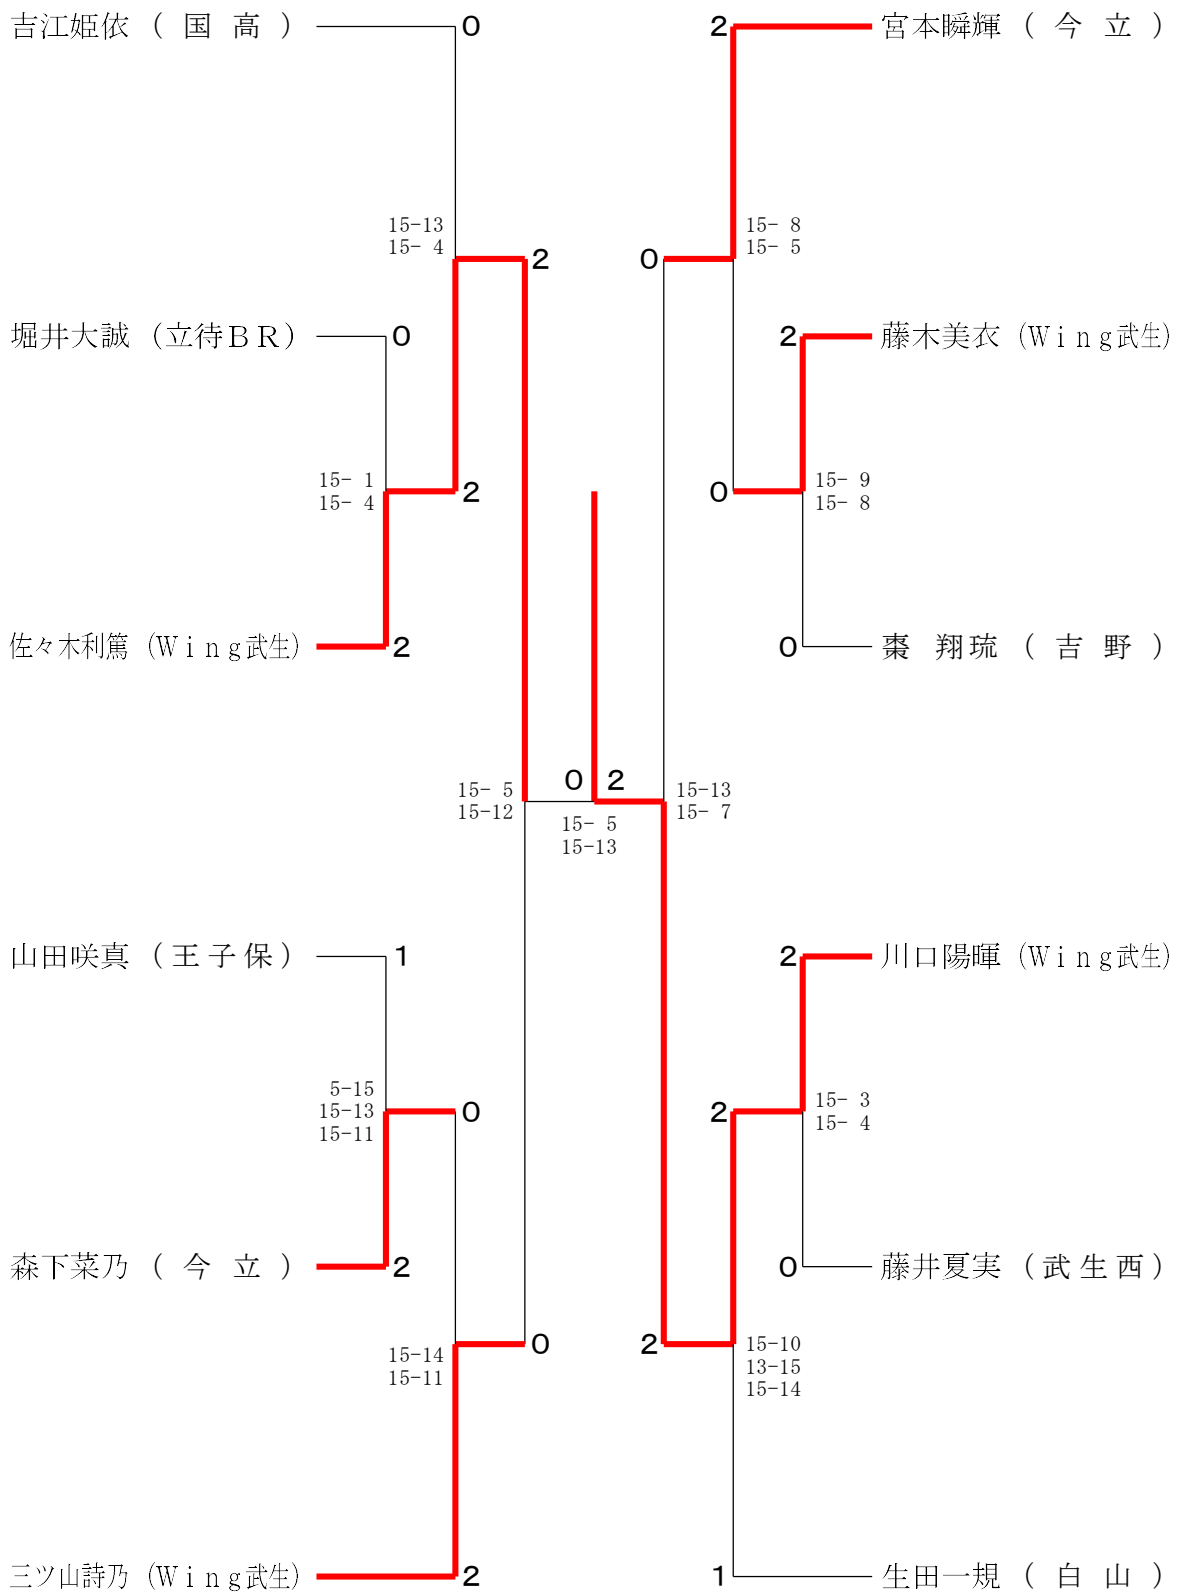 吉江姫依 ( 国 高 ) 0
2 宮本瞬輝 ( 今 立 )
15-13
15- 4
2
0
15- 8
15- 5
堀井大誠 (立待BR) 0
2 藤木美衣 (Wing武生)
15- 1
15- 4
2
0
15- 9
15- 8
佐々木利篤 (Wing武生) 2
0 棗 翔琉 ( 吉 野 )
15- 5
15-12
0 2
15- 5
15-13
15-13
15- 7
山田咲真 (王子保) 1
2 川口陽暉 (Wing武生)
5-15
15-13
15-11
0
2
15- 3
15- 4
森下菜乃 ( 今 立 ) 2
0 藤井夏実 (武生西)
15-14
15-11
0
2
15-10
13-15
15-14
三ツ山詩乃 (Wing武生) 2
1 生田一規 ( 白 山 )